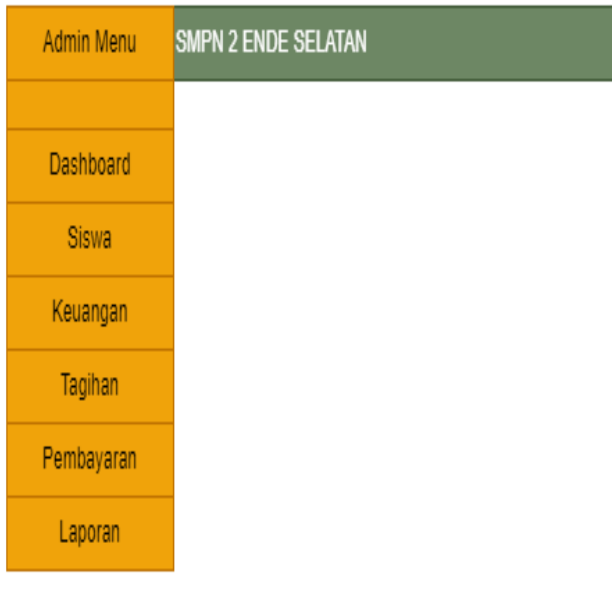 Admin Menu
SMPN 2 ENDE SELATAN
Dashboard
Siswa
Keuangan
Tagihan
Pembayaran
Laporan